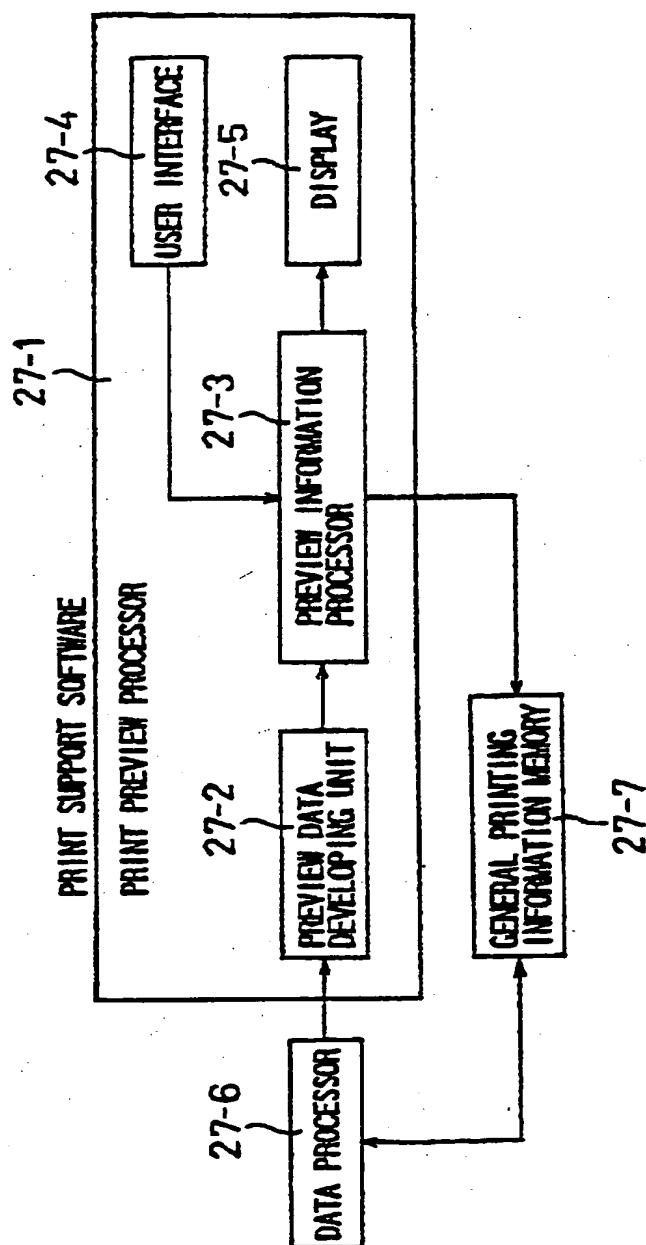 PRINT SUPPORT SOFTWARE
27-1
PRINT PREVIEW PROCESSOR
27-4
USER INTERFACE
27-2
PREVIEW DATA
DEVELOPING UNIT
27-3
PREVIEW INFORMATION
PROCESSOR
27-5
DISPLAY
27-6
DATA PROCESSOR
GENERAL PRINTING
INFORMATION MEMORY
27-7